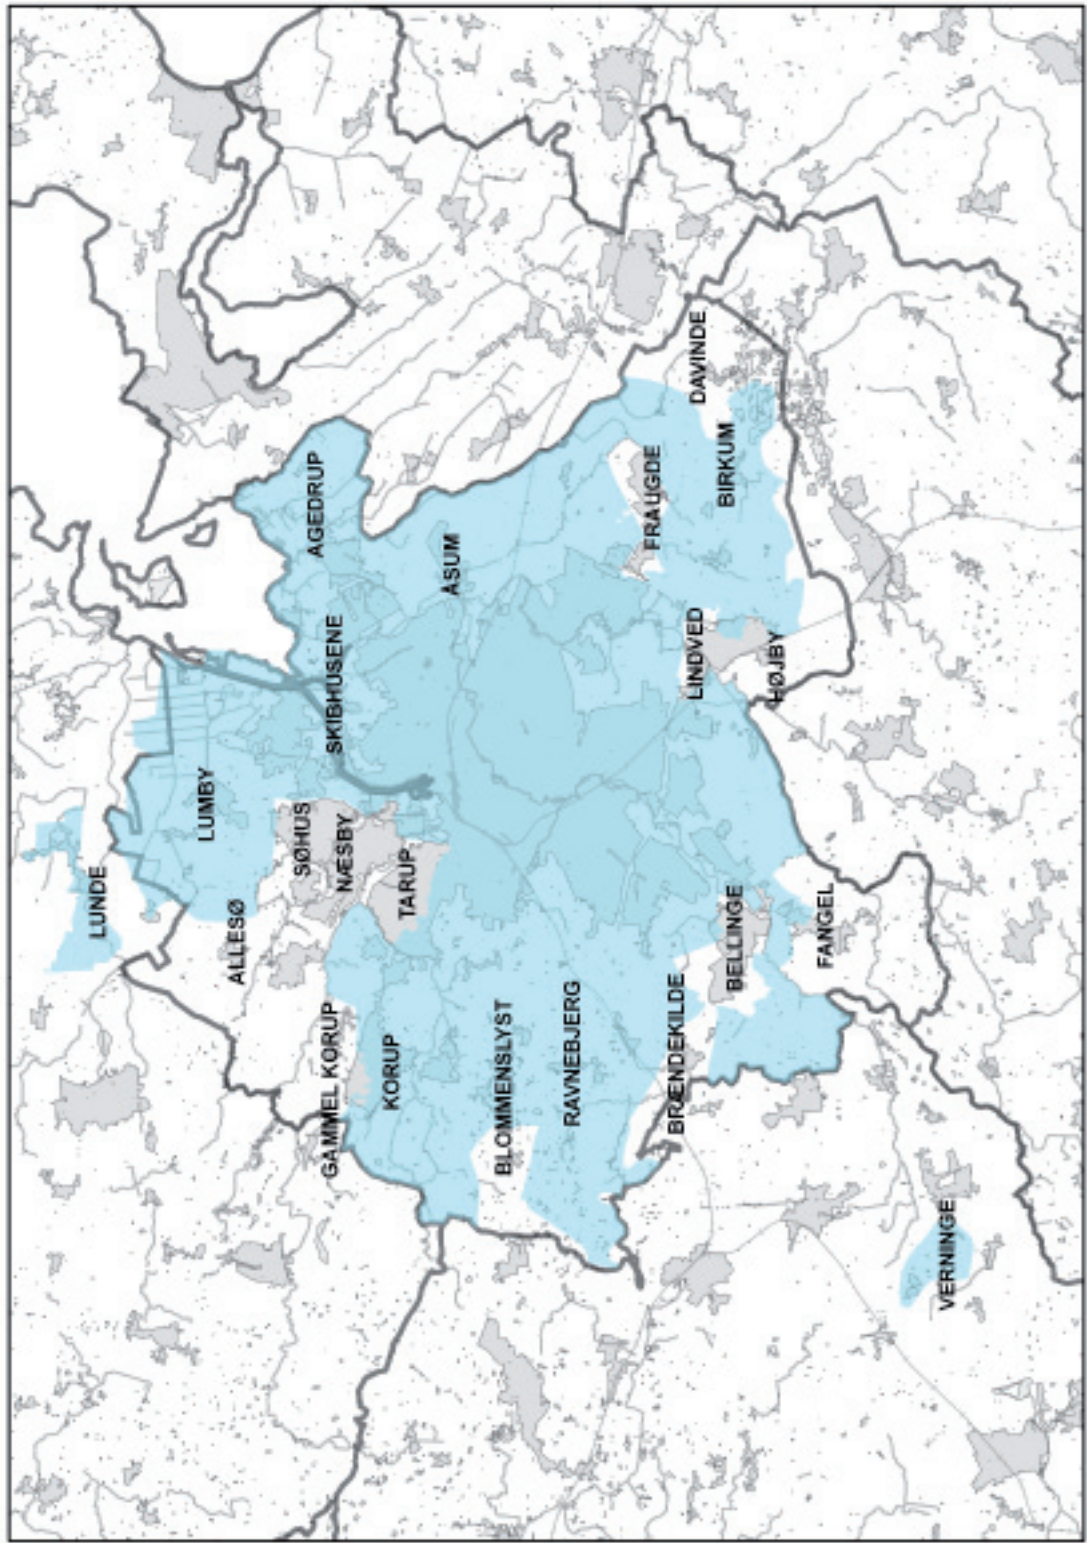 LUNDE
LUMBY
ALLESØ
SØHUS
NÆSBY
TARUP
SKIBHUSENE
AGEDRUP
GAMMEL KORUP
KORUP
ÅSUM
BLOMMENSLYST
RAVNEBJERG
FRAUGDE
BRÆNDEKILDE
LINDVED
DAVINDE
BIRKUM
BELLINGE
HØJBY
FANGEL
VERNINGE